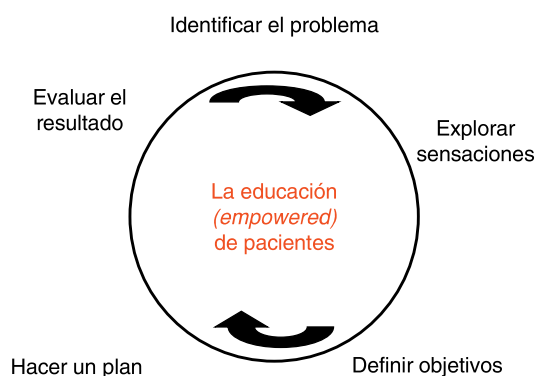 Identificar el problema
Evaluar el
resultado
Explorar
sensaciones
La educación
(empowered)
de pacientes
Hacer un plan
Definir objetivos